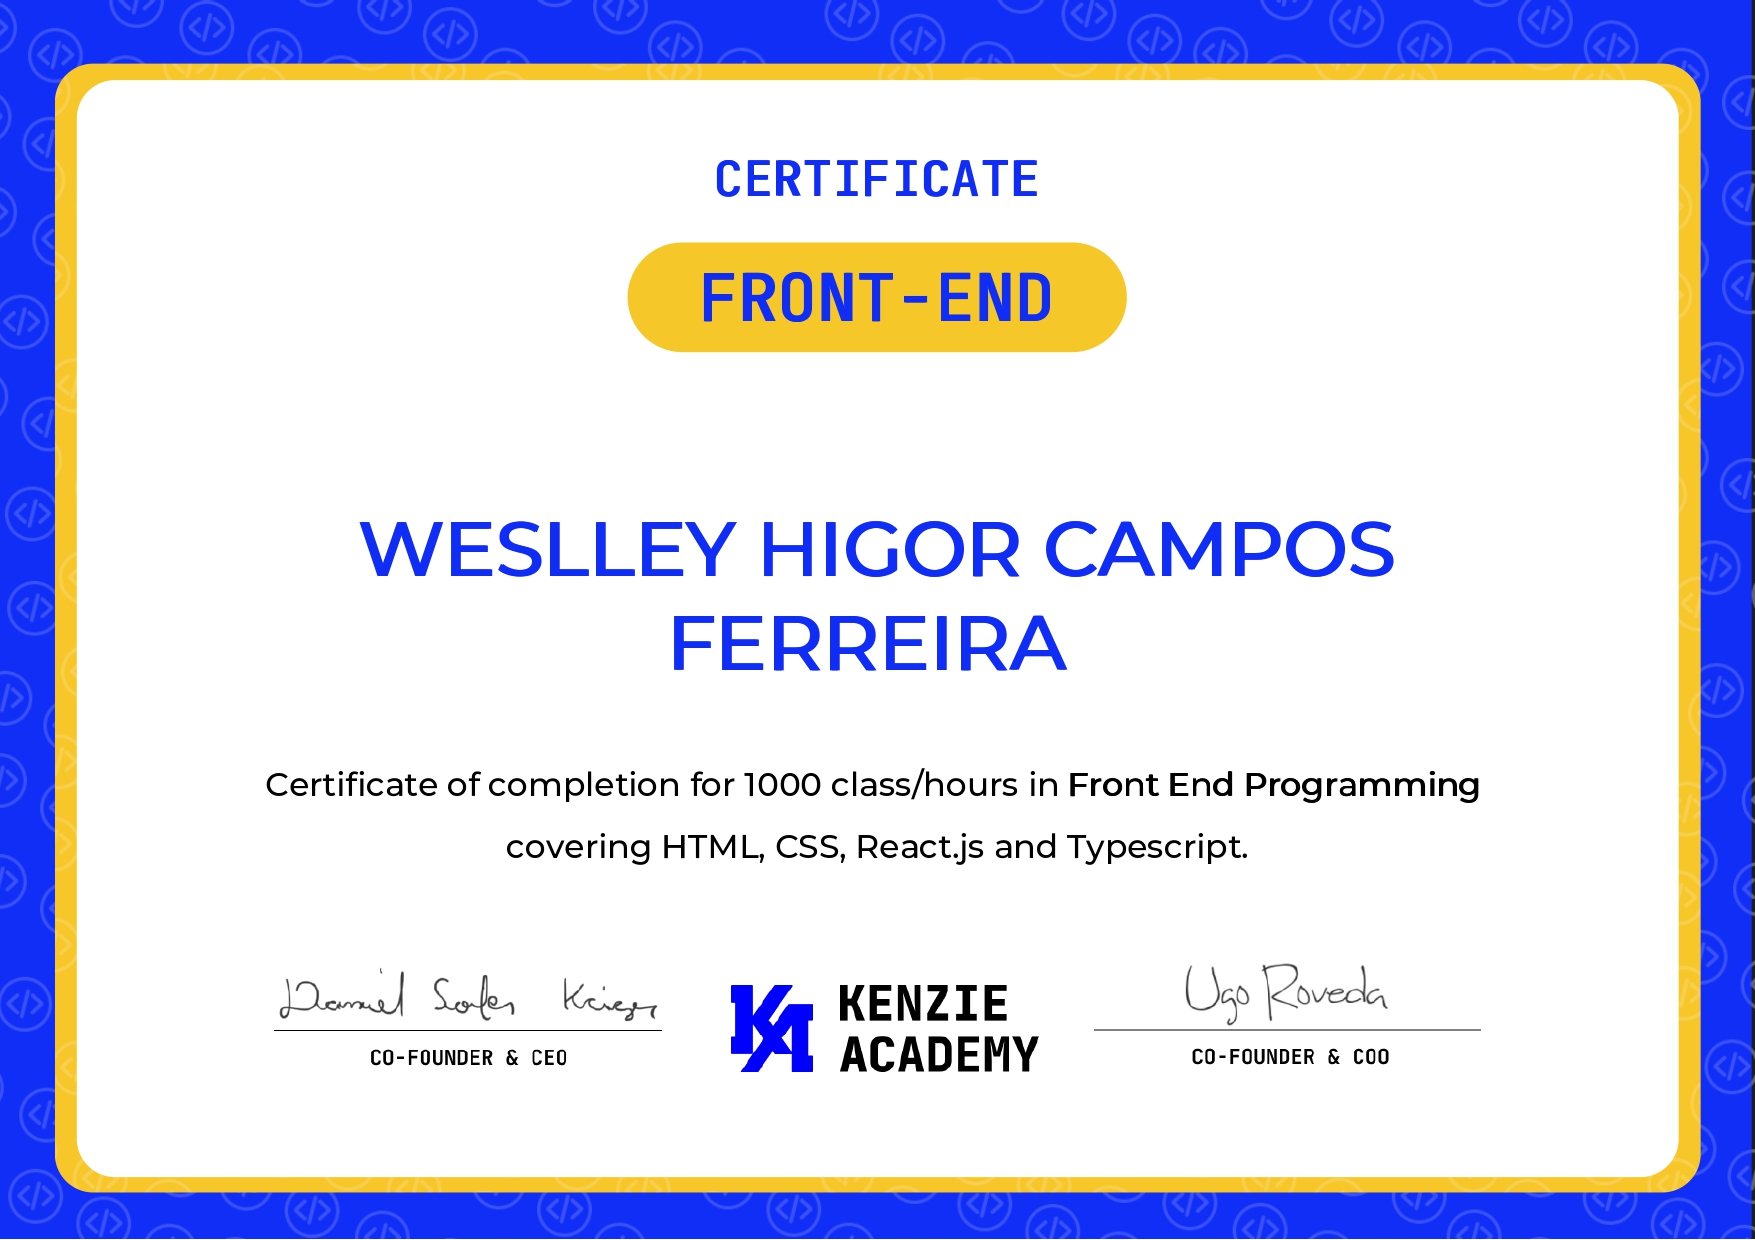 CERTIFICATE
FRONT-END
WESLLEY HIGOR CAMPOS
FERREIRA
Certificate of completion for 1000 class/hours in Front End Programming
covering HTML, CSS, React.js and Typescript.
Daniel
Ugo Roveda
KENZIE
ACADEMY
CO-FOUNDER & CEO
CO-FOUNDER & COO